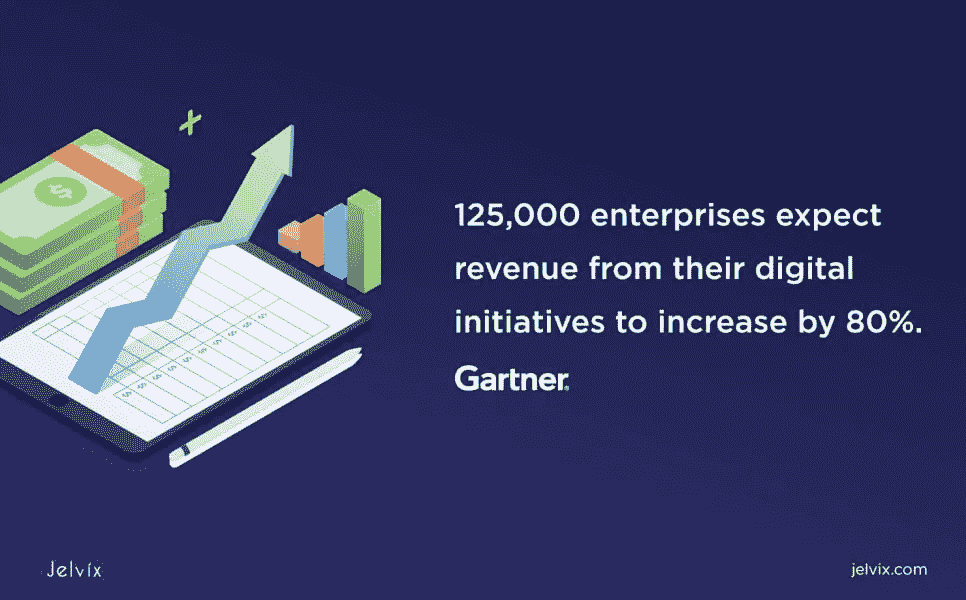 125,000 enterprises expect
revenue from their digital
initiatives to increase by 80%.
Gartner
Jelvix
jelvix.com